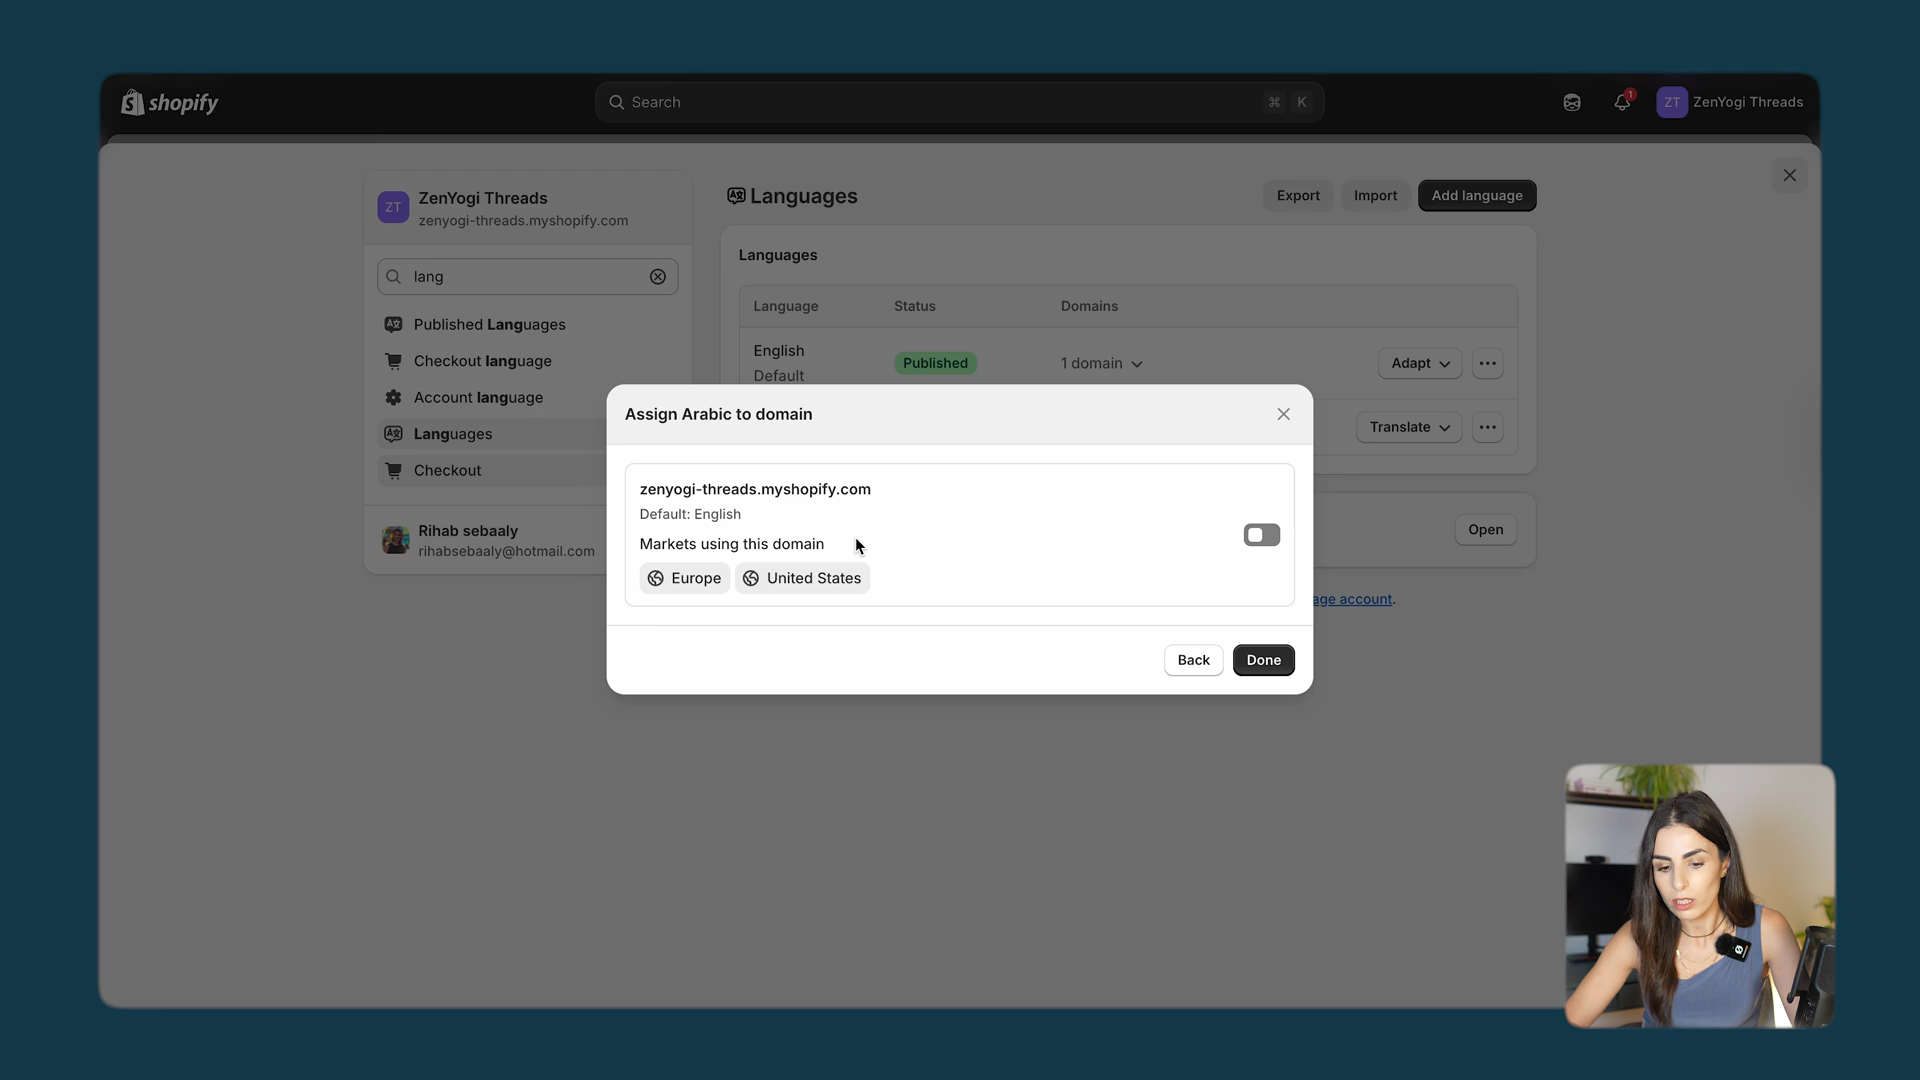 shopify
Search
⌘ K
1
ZT ZenYogi Threads
ZT
ZenYogi Threads
zenyogi-threads.myshopify.com
lang
Published Languages
Checkout language
Account language
Languages
Checkout
Rihab sebaaly
rihabsebaaly@hotmail.com
Languages
Export Import Add language
Languages
Language Status Domains
English
Default
Published
1 domain
Adapt
Translate
Open
age account.
Assign Arabic to domain
zenyogi-threads.myshopify.com
Default: English
Markets using this domain
Europe United States
Back Done